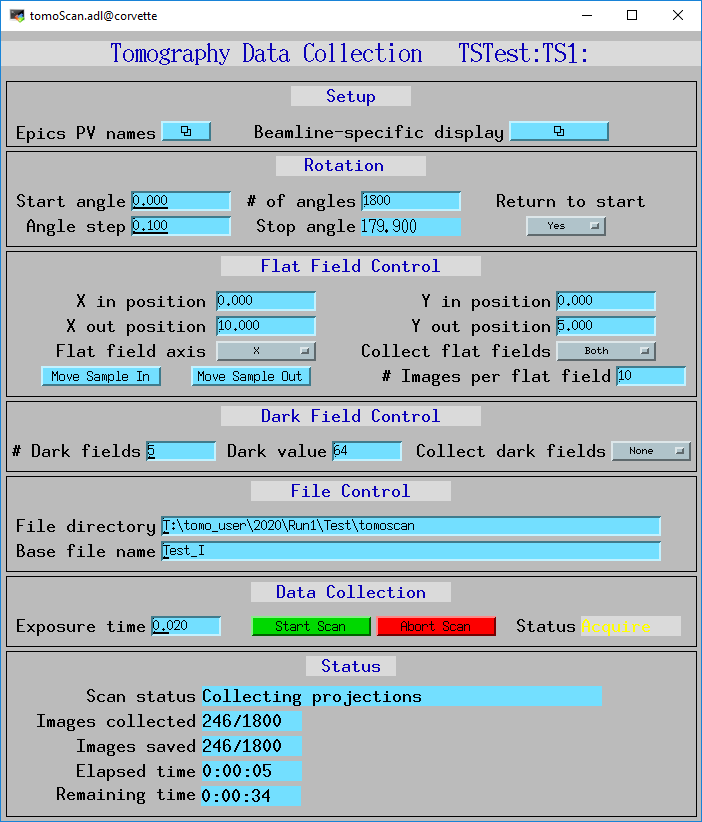 tomoScan.adl@corvette
Tomography Data Collection TSTest:TS1:
Setup
Epics PV names Beamline-specific display
Rotation
Start angle 0.000 # of angles 1800 Return to start
Angle step 0.100 Stop angle 179.900 Yes
Flat Field Control
X in position 0.000 Y in position 0.000
X out position 10.000 Y out position 5.000
Flat field axis X Collect flat fields Both
Move Sample In Move Sample Out # Images per flat field 10
Dark Field Control
# Dark fields 5 Dark value 64 Collect dark fields None
File Control
File directory T:\tomo_user\2020\Run1\Test\tomoscan
Base file name Test_I
Data Collection
Exposure time 0.020 Start Scan Abort Scan Status Acquire
Status
Scan status Collecting projections
Images collected 246/1800
Images saved 246/1800
Elapsed time 0:00:05
Remaining time 0:00:34